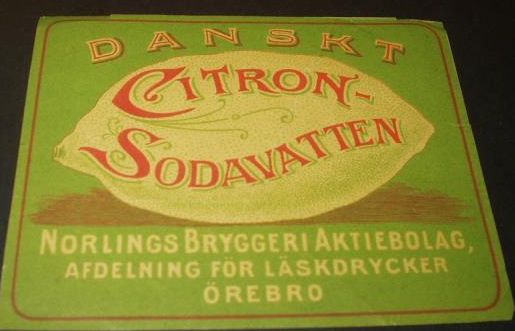 DANSKT
CITRON-
SODAVATTEN
NORLINGS BRYGGERI AKTIEBOLAG,
AFDELNING FÖR LÄSKDRYCKER
ÖREBRO